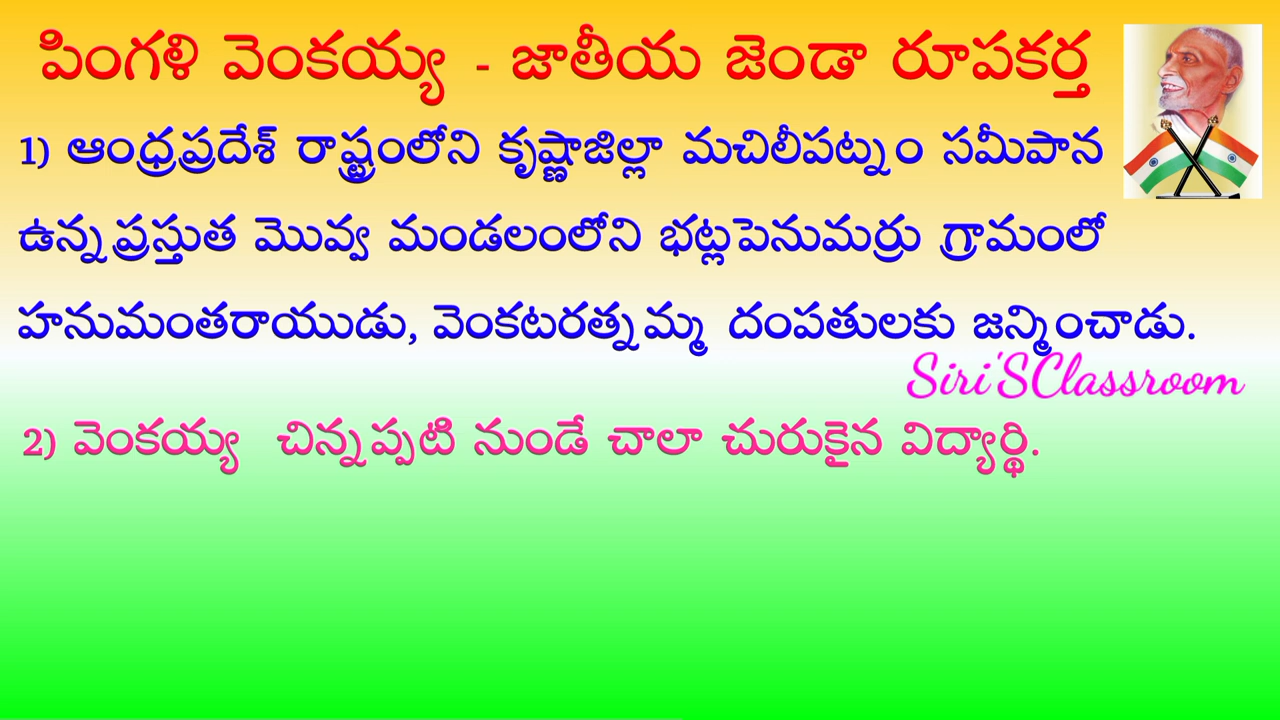 పింగళి వెంకయ్య - జాతీయ జెండా రూపకర్త
1) ఆంధ్రప్రదేశ్ రాష్ట్రంలోని కృష్ణాజిల్లా మచిలీపట్నం సమీపాన
ఉన్నప్రస్తుత మొవ్వ మండలంలోని భట్లపెనుమర్రు గ్రామంలో
హనుమంతరాయుడు, వెంకటరత్నమ్మ దంపతులకు జన్మించాడు.
Siri'SClassroom
2) వెంకయ్య చిన్నప్పటి నుండే చాలా చురుకైన విద్యార్థి.